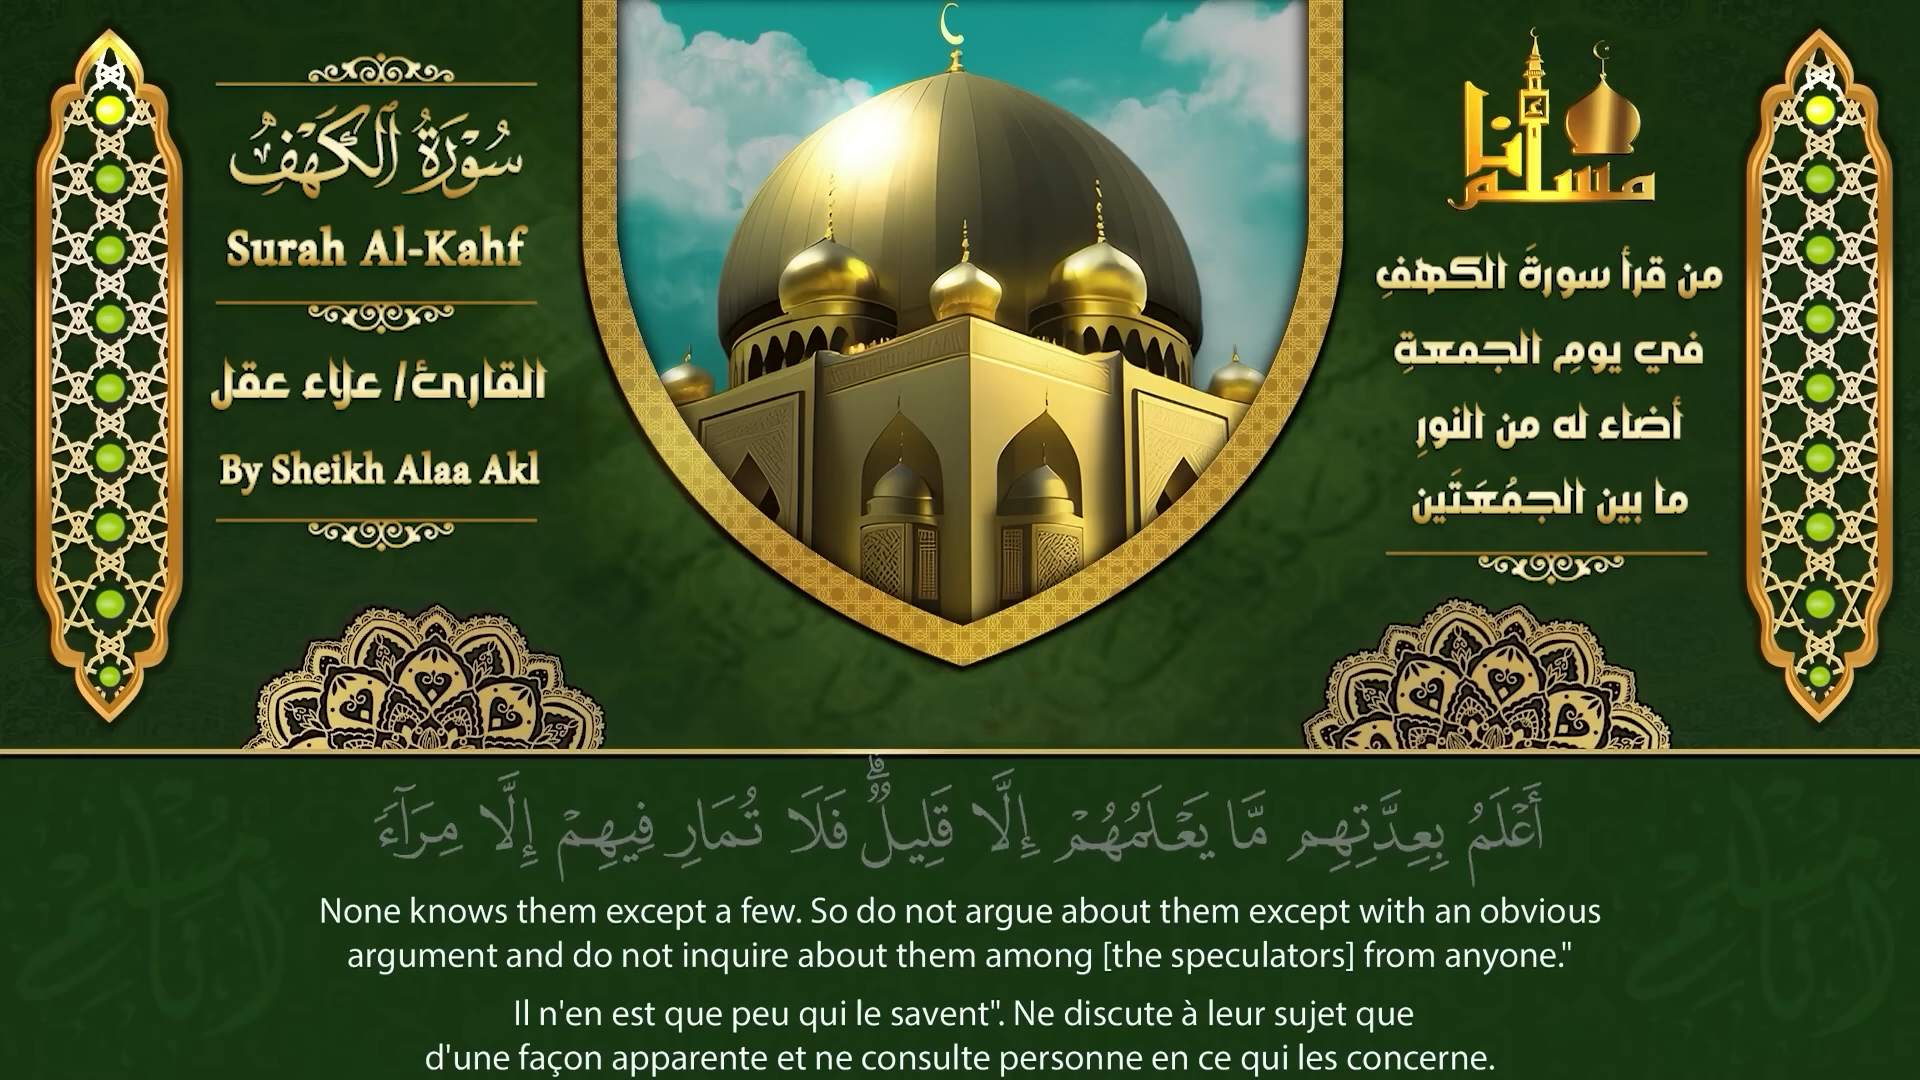 سُورَةُ الكَهْفِ
Surah Al-Kahf
القارئ/ علاء عقل
By Sheikh Alaa Akl
أنا
مسلم
من قرأ سورةَ الكهفِ
في يومِ الجمعةِ
أضاء له من النورِ
ما بين الجمُعَتَين
أَعْلَمُ بِعِدَّتِهِم مَّا يَعْلَمُهُمْ إِلَّا قَلِيلٌ ۗ فَلَا تُمَارِ فِيهِمْ إِلَّا مِرَآءً
None knows them except a few. So do not argue about them except with an obvious
argument and do not inquire about them among [the speculators] from anyone."
Il n'en est que peu qui le savent". Ne discute à leur sujet que
d'une façon apparente et ne consulte personne en ce qui les concerne.